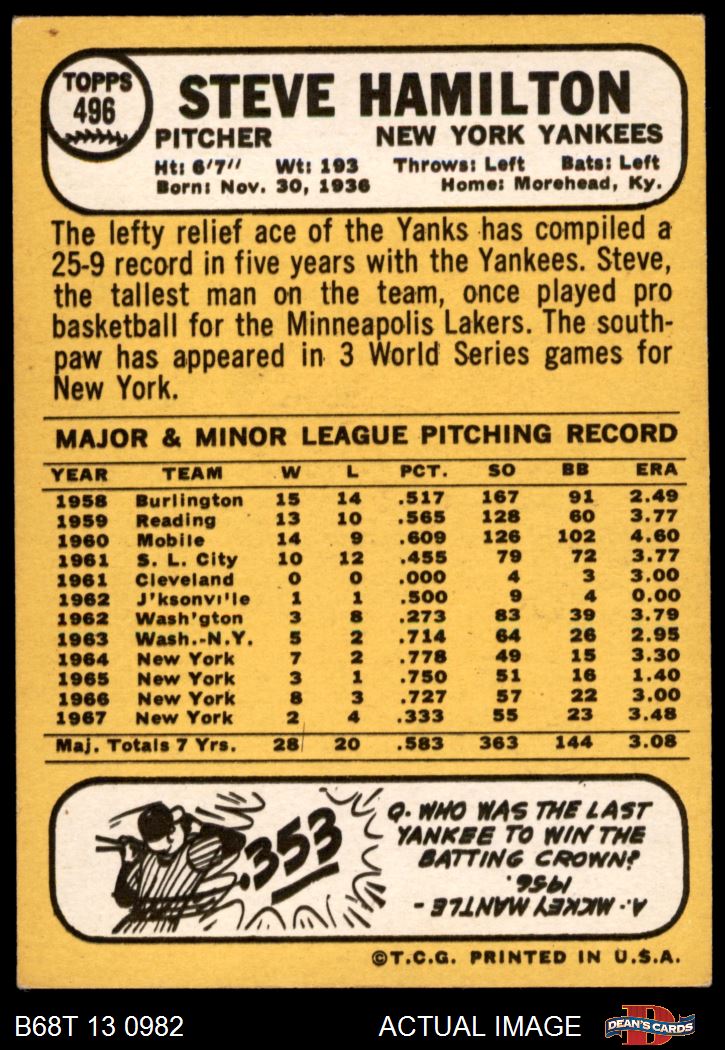 TOPPS
496
STEVE HAMILTON
PITCHER NEW YORK YANKEES
Ht: 6'7" Wt: 193 Throws: Left Bats: Left
Born: Nov. 30, 1936 Home: Morehead, Ky.
The lefty relief ace of the Yanks has compiled a
25-9 record in five years with the Yankees. Steve,
the tallest man on the team, once played pro
basketball for the Minneapolis Lakers. The south-
paw has appeared in 3 World Series games for
New York.
MAJOR & MINOR LEAGUE PITCHING RECORD
YEAR TEAM W L PCT. SO BB ERA
1958 Burlington 15 14 .517 167 91 2.49
1959 Reading 13 10 .565 128 60 3.77
1960 Mobile 14 9 .609 126 102 4.60
1961 S. L. City 10 12 .455 79 72 3.77
1961 Cleveland 0 0 .000 4 3 3.00
1962 J'ksonvi'le 1 1 .500 9 4 0.00
1962 Wash'gton 3 8 .273 83 39 3.79
1963 Wash.-N.Y. 5 2 .714 64 26 2.95
1964 New York 7 2 .778 49 15 3.30
1965 New York 3 1 .750 51 16 1.40
1966 New York 8 3 .727 57 22 3.00
1967 New York 2 4 .333 55 23 3.48
Maj. Totals 7 Yrs. 28 20 .583 363 144 3.08
.353
Q. WHO WAS THE LAST
YANKEE TO WIN THE
BATTING CROWN?
A. MICKEY MANTLE -
1956.
©T.C.G. PRINTED IN U.S.A.
B68T 13 0982 ACTUAL IMAGE
D
DEAN'S CARDS